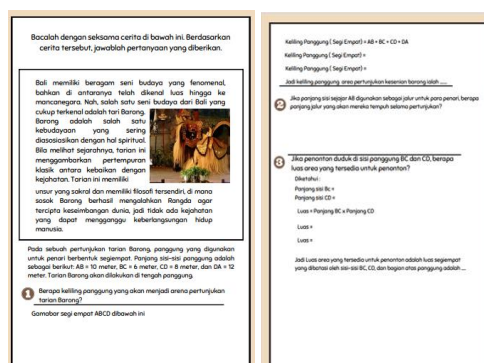 Bacalah dengan seksama cerita di bawah ini. Berdasarkan
cerita tersebut, jawablah pertanyaan yang diberikan.
Bali memiliki beragam seni budaya yang fenomenal,
bahkan di antaranya telah dikenal luas hingga ke
mancanegara. Nah, salah satu seni budaya dari Bali yang
cukup terkenal adalah tari Barong.
Barong adalah salah satu
kebudayaan yang sering
diasosiasikan dengan hal spiritual.
Bila melihat sejarahnya, tarian ini
menggambarkan pertempuran
klasik antara kebaikan dengan
kejahatan. Tarian ini memiliki
unsur yang sakral dan memiliki filosofi tersendiri, di mana
sosok Barong berhasil mengalahkan Rangda agar
tercipta keseimbangan dunia, jadi tidak ada kejahatan
yang dapat mengganggu keberlangsungan hidup
manusia.
Pada sebuah pertunjukan tarian Barong, panggung yang digunakan
untuk penari berbentuk segiempat. Panjang sisi-sisi panggung adalah
sebagai berikut: AB = 10 meter, BC = 6 meter, CD = 8 meter, dan DA = 12
meter. Tarian Barong akan dilakukan di tengah panggung.
1 Berapa keliling panggung yang akan menjadi arena pertunjukan
tarian Barong?
Gamabar segi empat ABCD dibawah ini
Keliling Panggung ( Segi Empat) = AB + BC + CD + DA
Keliling Panggung ( Segi Empat) =
Keliling Panggung ( Segi Empat) =
Jadi keliling panggung area pertunjukan kesenian barong ialah ....
2 Jika panjang sisi sejajar AB digunakan sebagai jalur untuk para penari, berapa
panjang jalur yang akan mereka tempuh selama pertunjukan?
3 Jika penonton duduk di sisi panggung BC dan CD, berapa
luas area yang tersedia untuk penonton?
Diketahui :
Panjang sisi Bc =
Panjang sisi CD =
Luas = Panjang BC x Panjang CD
Luas =
Luas =
Jadi Luas area yang tersedia untuk penonton adalah luas segiempat
yang dibatasi oleh sisi-sisi BC, CD, dan bagian atas panggung adalah ...